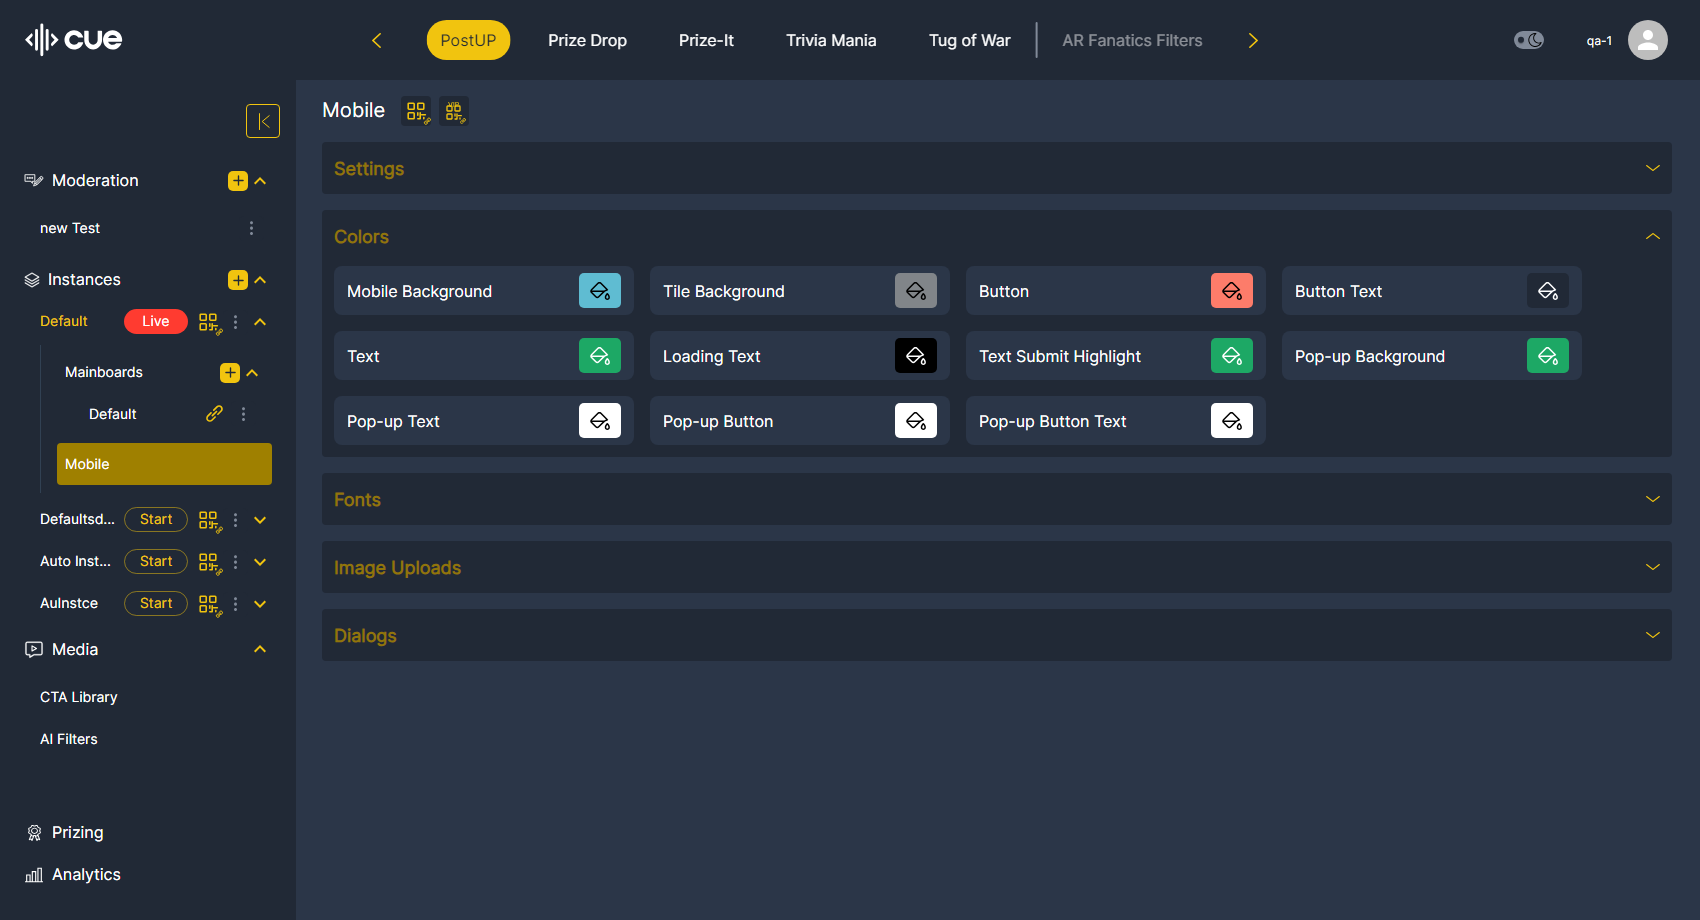 cue
PostUP
Prize Drop
Prize-It
Trivia Mania
Tug of War
AR Fanatics Filters
qa-1
Moderation
new Test
Instances
Default
Live
Mainboards
Default
Mobile
Defaultsd...
Start
Auto Inst...
Start
AuInstce
Start
Media
CTA Library
AI Filters
Prizing
Analytics
Mobile
Settings
Colors
Mobile Background
Tile Background
Button
Button Text
Text
Loading Text
Text Submit Highlight
Pop-up Background
Pop-up Text
Pop-up Button
Pop-up Button Text
Fonts
Image Uploads
Dialogs